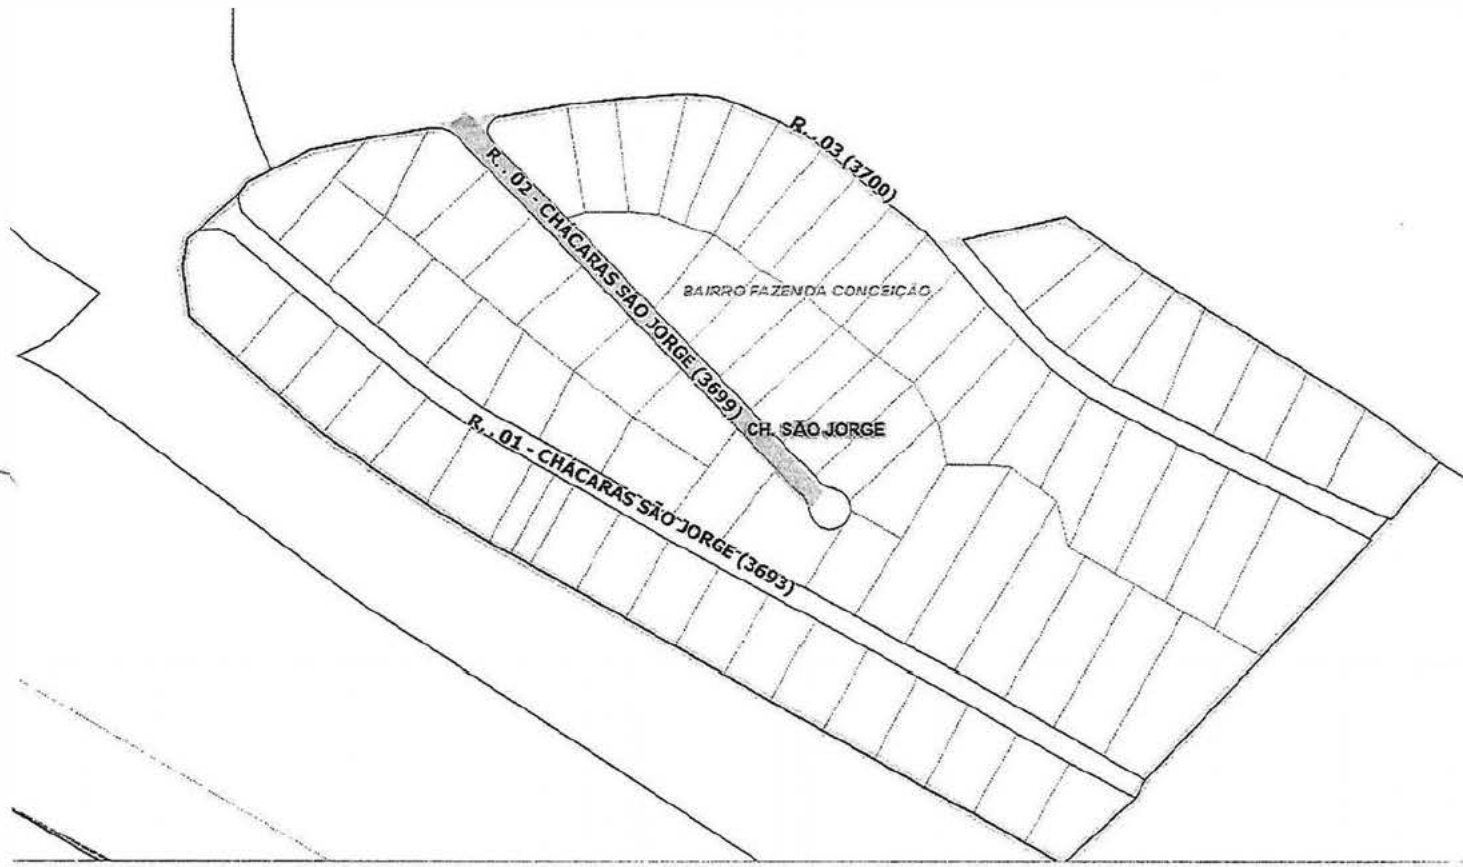 R. . 03 (3700)
R. . 02 - CHÁCARAS SÃO JORGE (3699)
BAIRRO FAZENDA CONCEIÇÃO
CH. SÃO JORGE
R. . 01 - CHÁCARAS SÃO JORGE (3693)